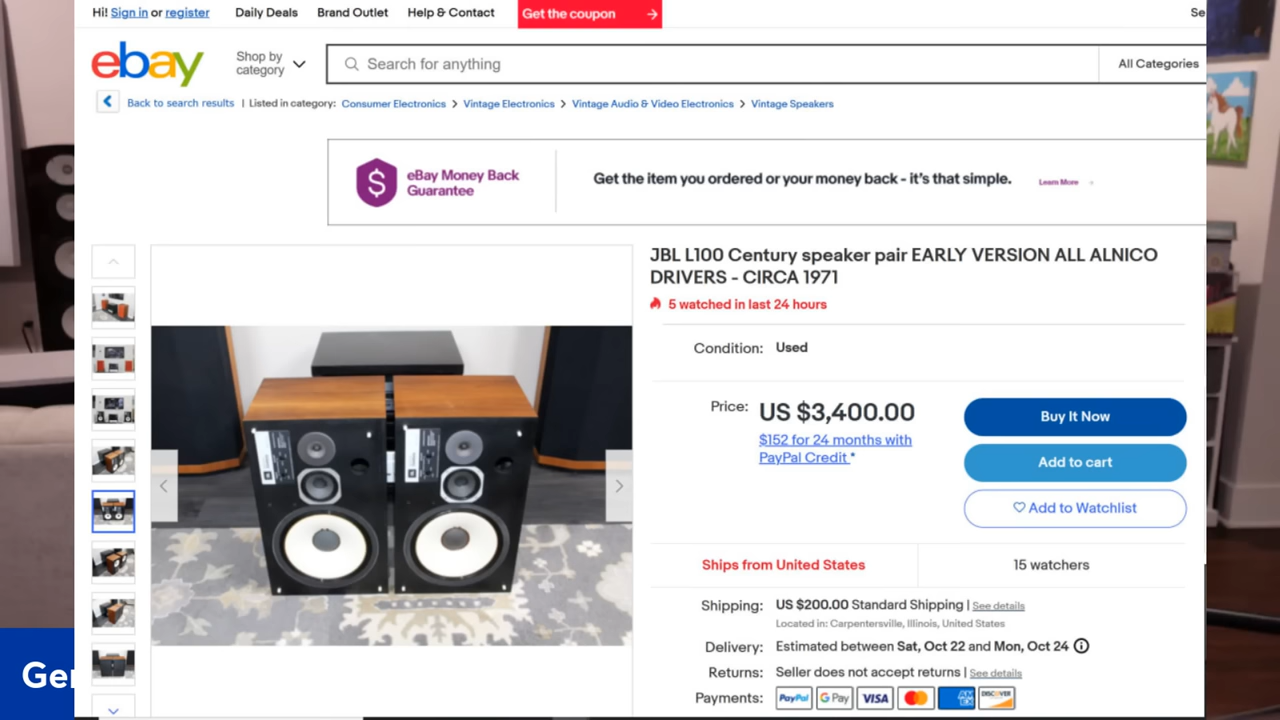 Hi! Sign in or register
Daily Deals
Brand Outlet
Help & Contact
Get the coupon
Se
ebay
Shop by
category
Search for anything
All Categories
Back to search results | Listed in category: Consumer Electronics > Vintage Electronics > Vintage Audio & Video Electronics > Vintage Speakers
eBay Money Back
Guarantee
Get the item you ordered or your money back - it's that simple.
Learn More
JBL L100 Century speaker pair EARLY VERSION ALL ALNICO
DRIVERS - CIRCA 1971
5 watched in last 24 hours
Condition: Used
Price: US $3,400.00
$152 for 24 months with
PayPal Credit *
Buy It Now
Add to cart
Add to Watchlist
Ships from United States
15 watchers
Shipping: US $200.00 Standard Shipping | See details
Located in: Carpentersville, Illinois, United States
Delivery: Estimated between Sat, Oct 22 and Mon, Oct 24
Returns: Seller does not accept returns | See details
Payments: PayPal G Pay VISA AM EX DISCOVER
Ger